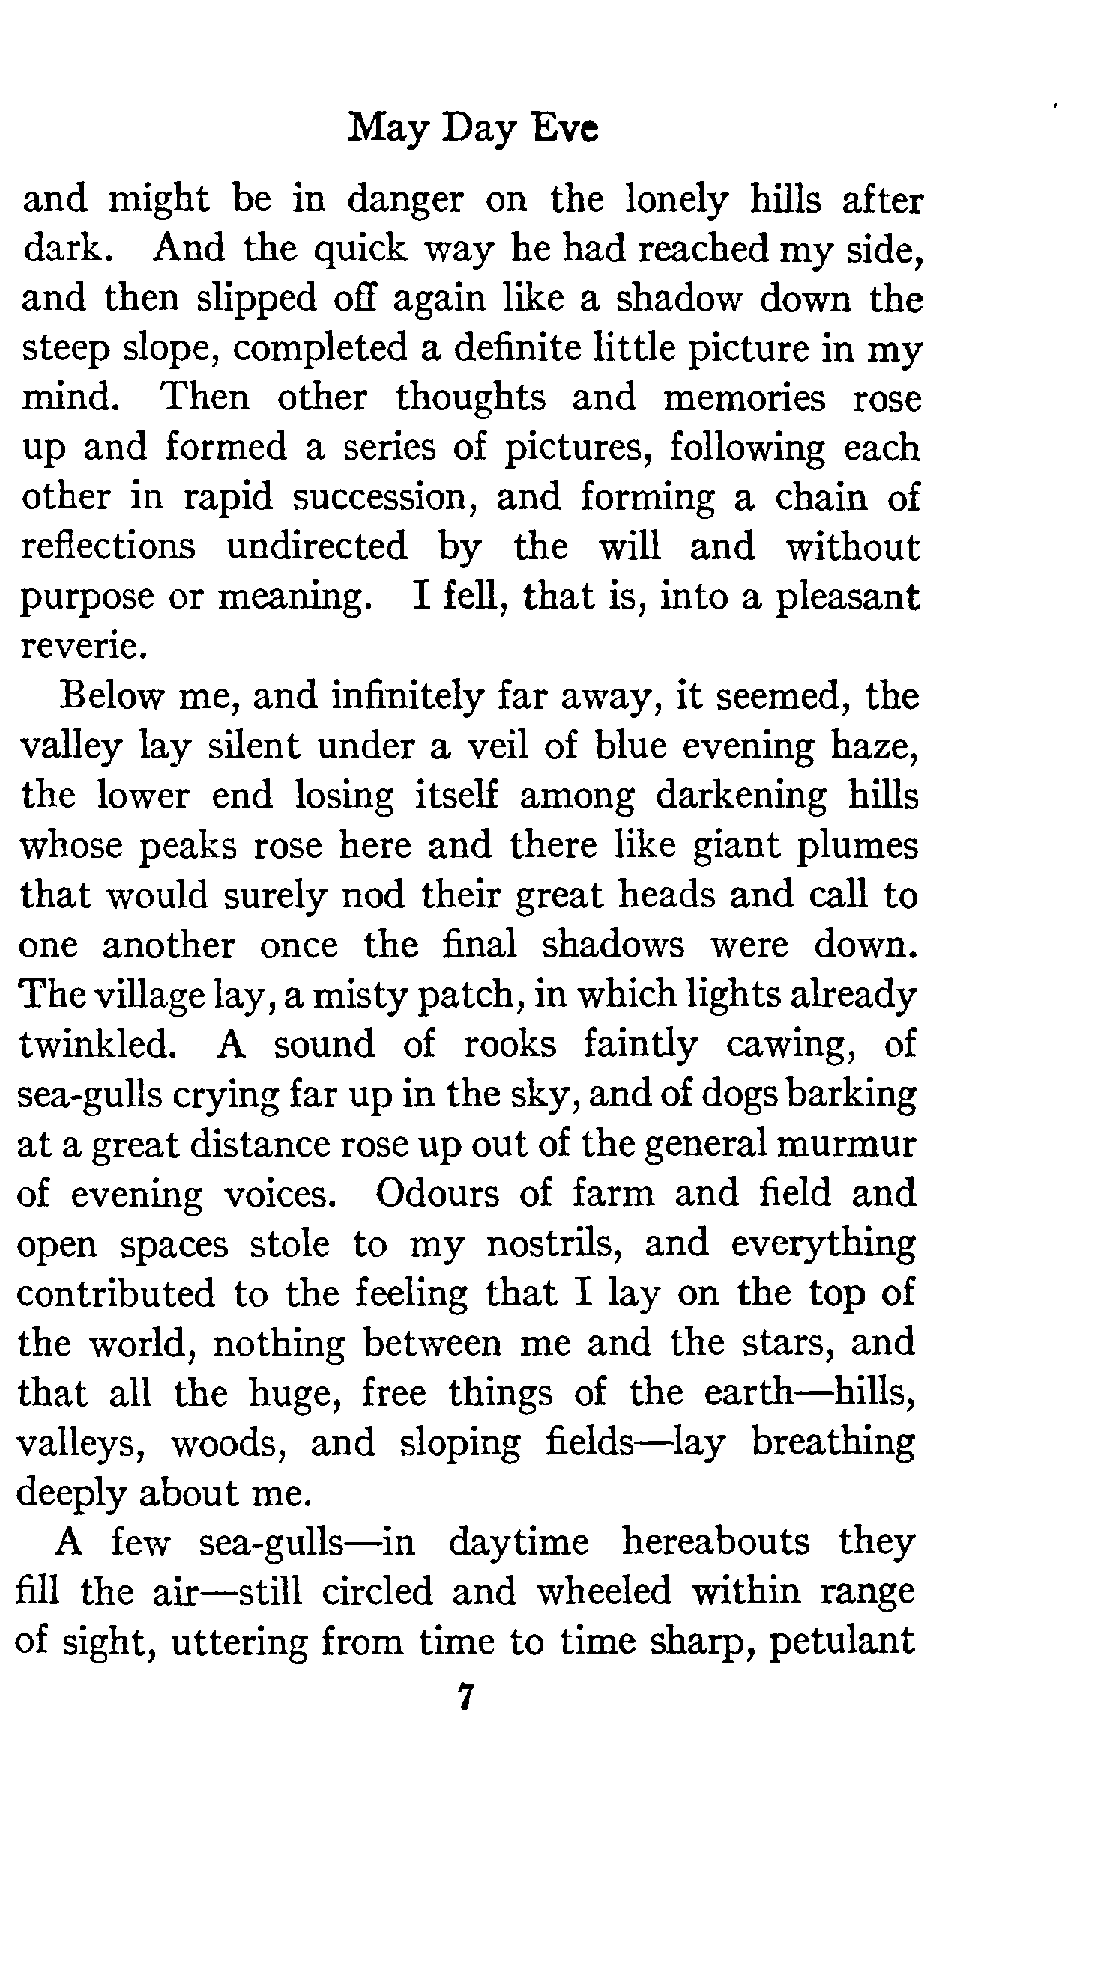 May Day Eve
and might be in danger on the lonely hills after
dark. And the quick way he had reached my side,
and then slipped off again like a shadow down the
steep slope, completed a definite little picture in my
mind. Then other thoughts and memories rose
up and formed a series of pictures, following each
other in rapid succession, and forming a chain of
reflections undirected by the will and without
purpose or meaning. I fell, that is, into a pleasant
reverie.
Below me, and infinitely far away, it seemed, the
valley lay silent under a veil of blue evening haze,
the lower end losing itself among darkening hills
whose peaks rose here and there like giant plumes
that would surely nod their great heads and call to
one another once the final shadows were down.
The village lay, a misty patch, in which lights already
twinkled. A sound of rooks faintly cawing, of
sea-gulls crying far up in the sky, and of dogs barking
at a great distance rose up out of the general murmur
of evening voices. Odours of farm and field and
open spaces stole to my nostrils, and everything
contributed to the feeling that I lay on the top of
the world, nothing between me and the stars, and
that all the huge, free things of the earth—hills,
valleys, woods, and sloping fields—lay breathing
deeply about me.
A few sea-gulls—in daytime hereabouts they
fill the air—still circled and wheeled within range
of sight, uttering from time to time sharp, petulant
7